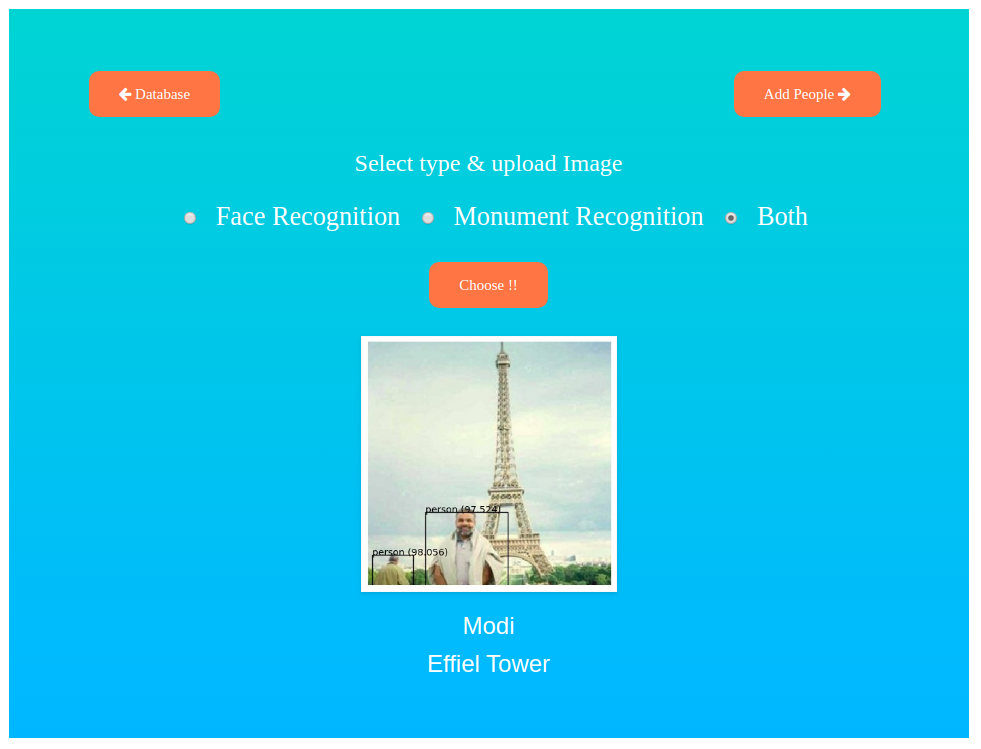 Database
Add People
Select type & upload Image
Face Recognition Monument Recognition Both
Choose !!
person (97.524)
person (98.056)
Modi
Effiel Tower